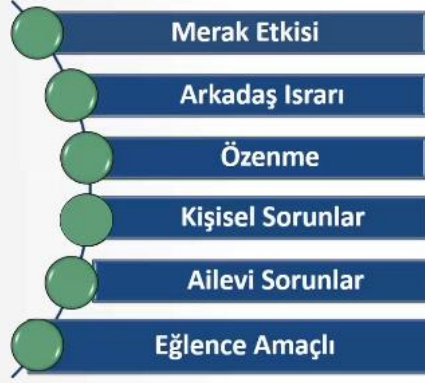 Merak Etkisi
Arkadaş Israrı
Özenme
Kişisel Sorunlar
Ailevi Sorunlar
Eğlence Amaçlı